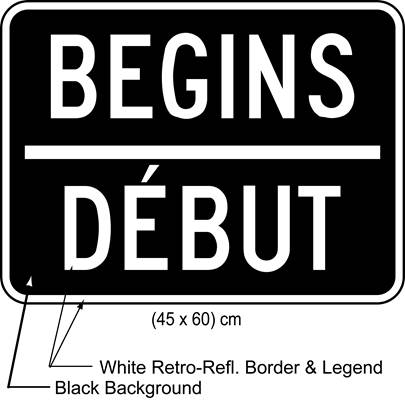 BEGINS
DÉBUT
(45 x 60) cm
White Retro-Refl. Border & Legend
Black Background